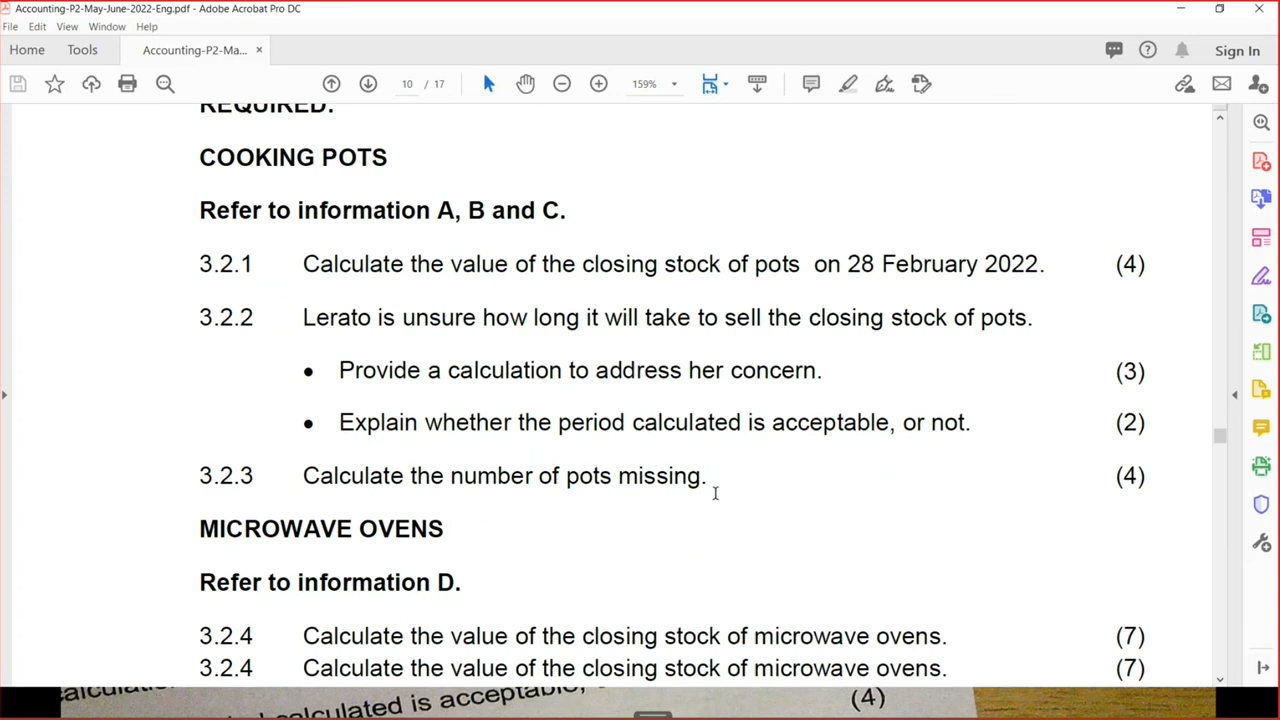 Accounting-P2-May-June-2022-Eng.pdf - Adobe Acrobat Pro DC
File Edit View Window Help
Home Tools Accounting-P2-Ma... × Sign In
10 / 17 159%
REQUIRED:
COOKING POTS
Refer to information A, B and C.
3.2.1 Calculate the value of the closing stock of pots on 28 February 2022. (4)
3.2.2 Lerato is unsure how long it will take to sell the closing stock of pots.
• Provide a calculation to address her concern. (3)
• Explain whether the period calculated is acceptable, or not. (2)
3.2.3 Calculate the number of pots missing. (4)
MICROWAVE OVENS
Refer to information D.
3.2.4 Calculate the value of the closing stock of microwave ovens. (7)
3.2.4 Calculate the value of the closing stock of microwave ovens. (7)
calculated is acceptable, (4)